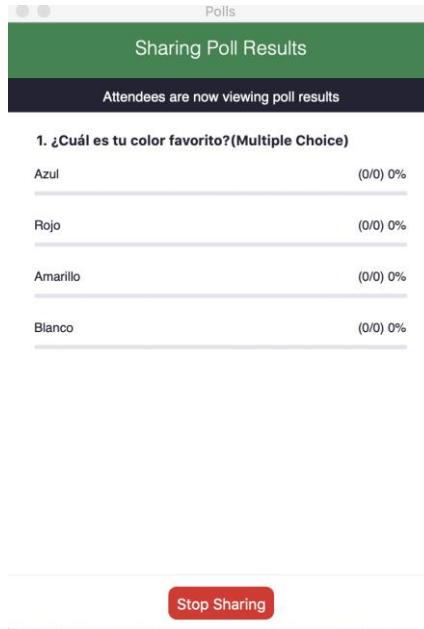 Polls
Sharing Poll Results
Attendees are now viewing poll results
1. ¿Cuál es tu color favorito?(Multiple Choice)
Azul (0/0) 0%
Rojo (0/0) 0%
Amarillo (0/0) 0%
Blanco (0/0) 0%
Stop Sharing